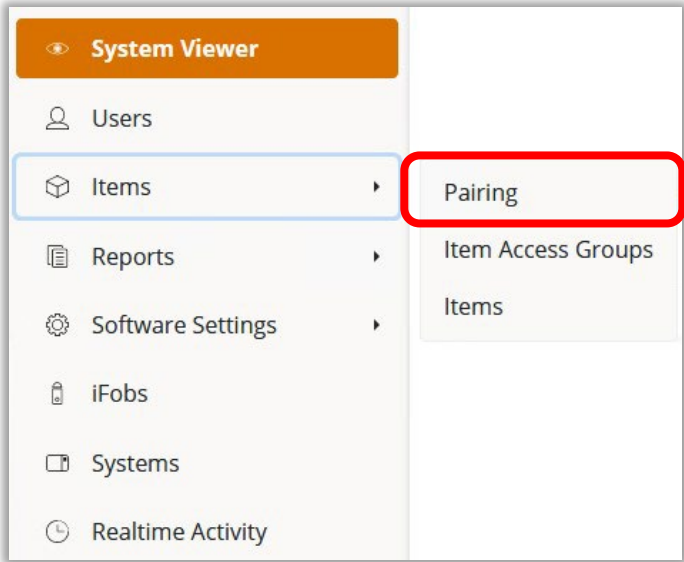 System Viewer
Users
Items
Reports
Software Settings
iFobs
Systems
Realtime Activity
Pairing
Item Access Groups
Items